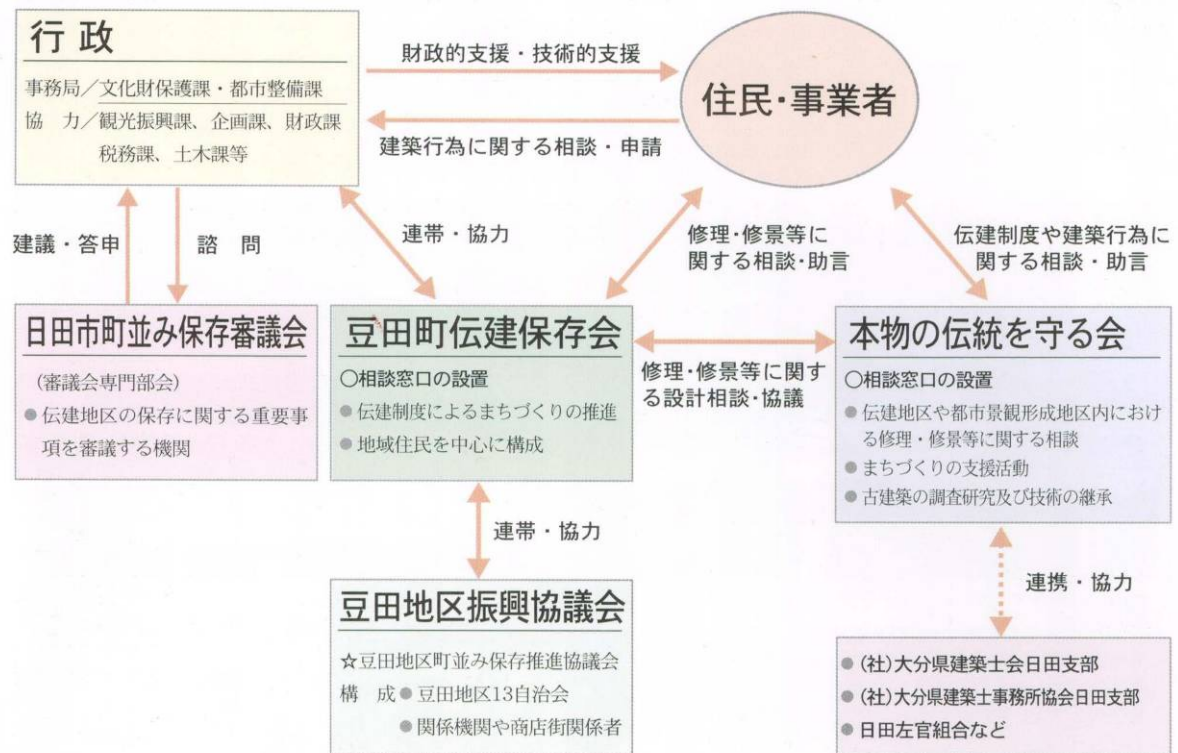 行 政
事務局／文化財保護課・都市整備課
協　力／観光振興課、企画課、財政課
税務課、土木課等
財政的支援・技術的支援
建築行為に関する相談・申請
住民・事業者
建議・答申
諮　問
連帯・協力
修理・修景等に
関する相談・助言
伝建制度や建築行為に
関する相談・助言
日田市町並み保存審議会
(審議会専門部会)
●伝建地区の保存に関する重要事
項を審議する機関
豆田町伝建保存会
○相談窓口の設置
●伝建制度によるまちづくりの推進
●地域住民を中心に構成
修理・修景等に関す
る設計相談・協議
本物の伝統を守る会
○相談窓口の設置
●伝建地区や都市景観形成地区内におけ
る修理・修景等に関する相談
●まちづくりの支援活動
●古建築の調査研究及び技術の継承
連帯・協力
連携・協力
豆田地区振興協議会
☆豆田地区町並み保存推進協議会
構　成●豆田地区13自治会
●関係機関や商店街関係者
●(社)大分県建築士会日田支部
●(社)大分県建築士事務所協会日田支部
●日田左官組合など